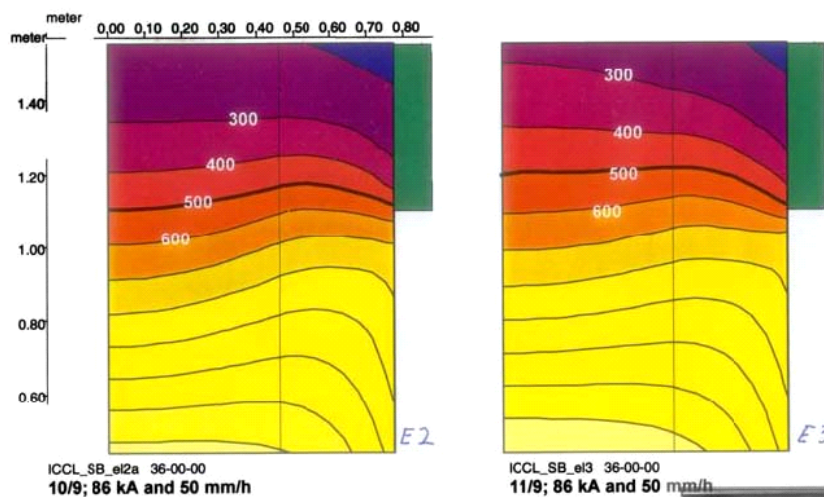 meter
meter 0,00 0,10 0,20 0,30 0,40 0,50 0,60 0,70 0,80
1.40
1.20
1.00
0.80
0.60
300
400
500
600
E2
ICCL_SB_el2a 36-00-00
10/9; 86 kA and 50 mm/h
300
400
500
600
E3
ICCL_SB_el3 36-00-00
11/9; 86 kA and 50 mm/h